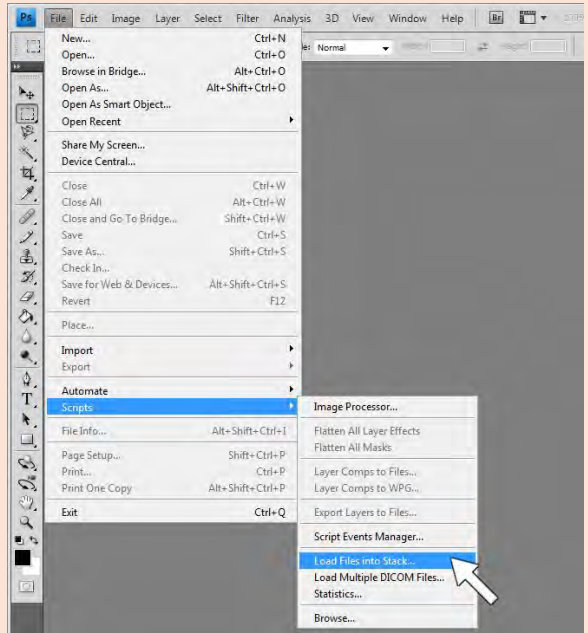 Ps File Edit Image Layer Select Filter Analysis 3D View Window Help Br
Normal
New... Ctrl+N
Open... Ctrl+O
Browse in Bridge... Alt+Ctrl+O
Open As... Alt+Shift+Ctrl+O
Open As Smart Object...
Open Recent
Share My Screen...
Device Central...
Close Ctrl+W
Close All Alt+Ctrl+W
Close and Go To Bridge... Shift+Ctrl+W
Save Ctrl+S
Save As... Shift+Ctrl+S
Check In...
Save for Web & Devices... Alt+Shift+Ctrl+S
Revert F12
Place...
Import
Export
Automate
Scripts
File Info... Alt+Shift+Ctrl+I
Page Setup... Shift+Ctrl+P
Print... Ctrl+P
Print One Copy Alt+Shift+Ctrl+P
Exit Ctrl+Q
Image Processor...
Flatten All Layer Effects
Flatten All Masks
Layer Comps to Files...
Layer Comps to WPG...
Export Layers to Files...
Script Events Manager...
Load Files into Stack...
Load Multiple DICOM Files...
Statistics...
Browse...